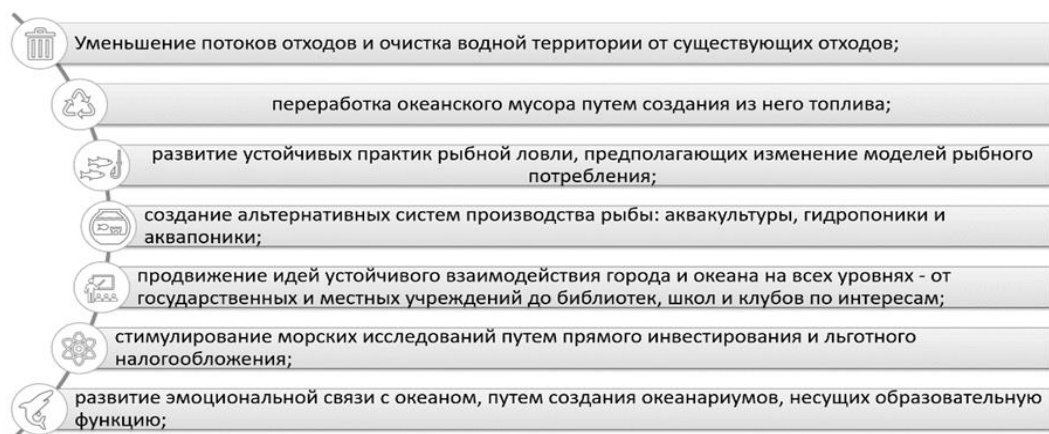 Уменьшение потоков отходов и очистка водной территории от существующих отходов;
переработка океанского мусора путем создания из него топлива;
развитие устойчивых практик рыбной ловли, предполагающих изменение моделей рыбного
потребления;
создание альтернативных систем производства рыбы: аквакультуры, гидропоники и
аквапоники;
продвижение идей устойчивого взаимодействия города и океана на всех уровнях - от
государственных и местных учреждений до библиотек, школ и клубов по интересам;
стимулирование морских исследований путем прямого инвестирования и льготного
налогообложения;
развитие эмоциональной связи с океаном, путем создания океанариумов, несущих образовательную
функцию;